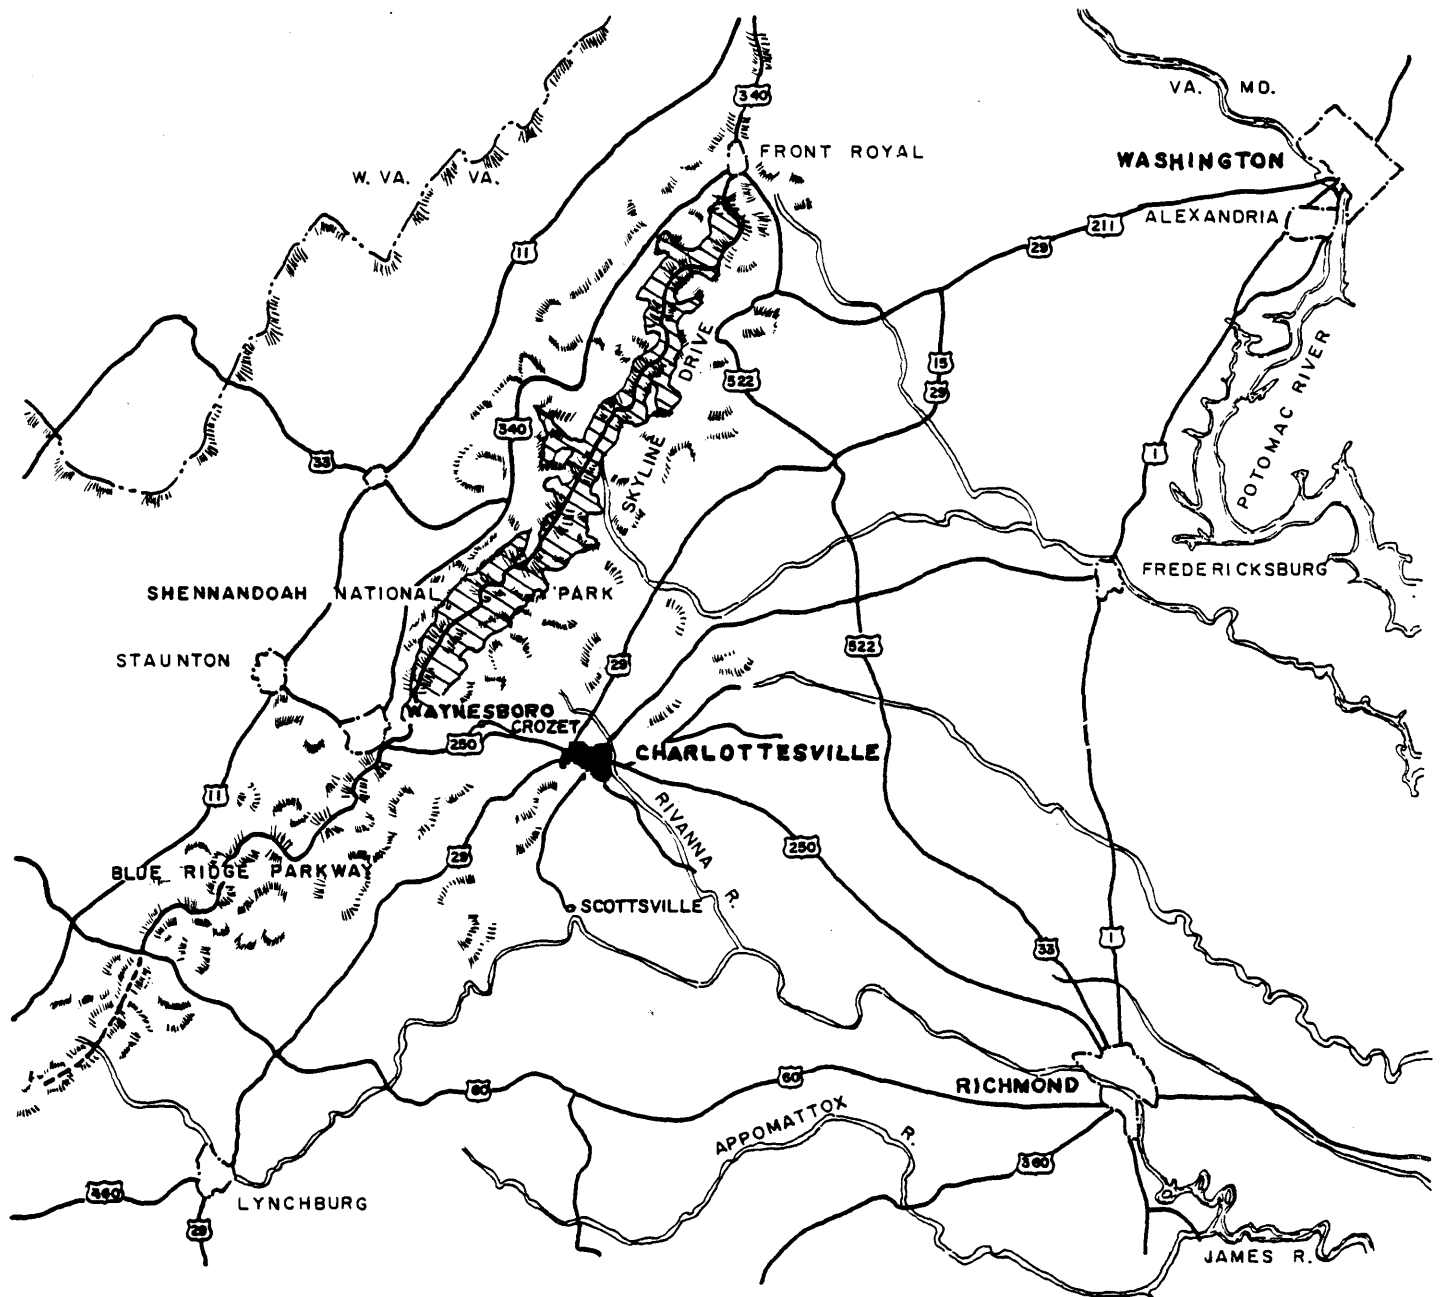 VA. MD.
340
FRONT ROYAL
WASHINGTON
W. VA. VA.
ALEXANDRIA
211
29
11
DRIVE
POTOMAC RIVER
15
29
522
340
SKYLINE
33
1
SHENNANDOAH NATIONAL PARK
FREDERICKSBURG
STAUNTON
522
29
WAYNESBORO
CROZET
250
CHARLOTTESVILLE
11
RIVANNA R.
250
29
BLUE RIDGE PARKWAY
SCOTTSVILLE
33
1
60
60
RICHMOND
APPOMATTOX R.
360
460
LYNCHBURG
29
JAMES R.